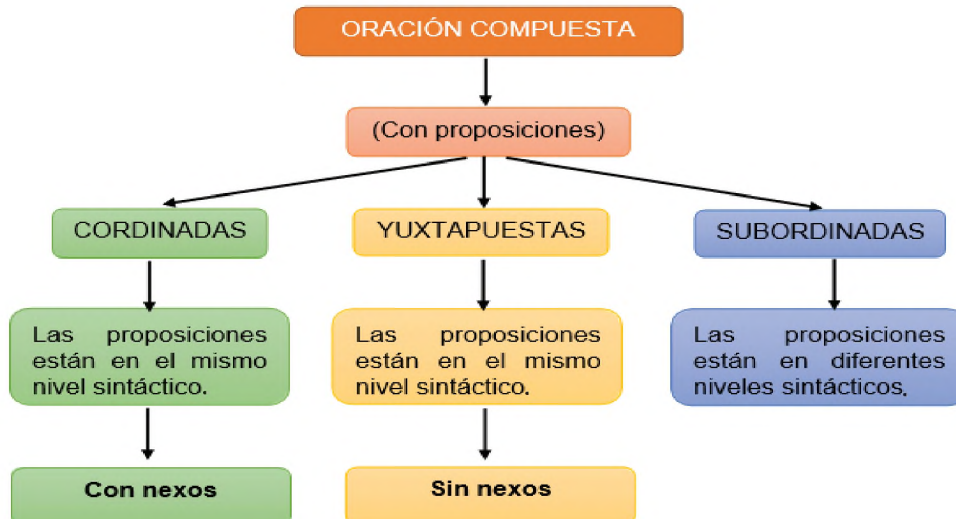 ORACIÓN COMPUESTA
(Con proposiciones)
CORDINADAS
YUXTAPUESTAS
SUBORDINADAS
Las proposiciones
están en el mismo
nivel sintáctico.
Las proposiciones
están en el mismo
nivel sintáctico.
Las proposiciones
están en diferentes
niveles sintácticos.
Con nexos
Sin nexos